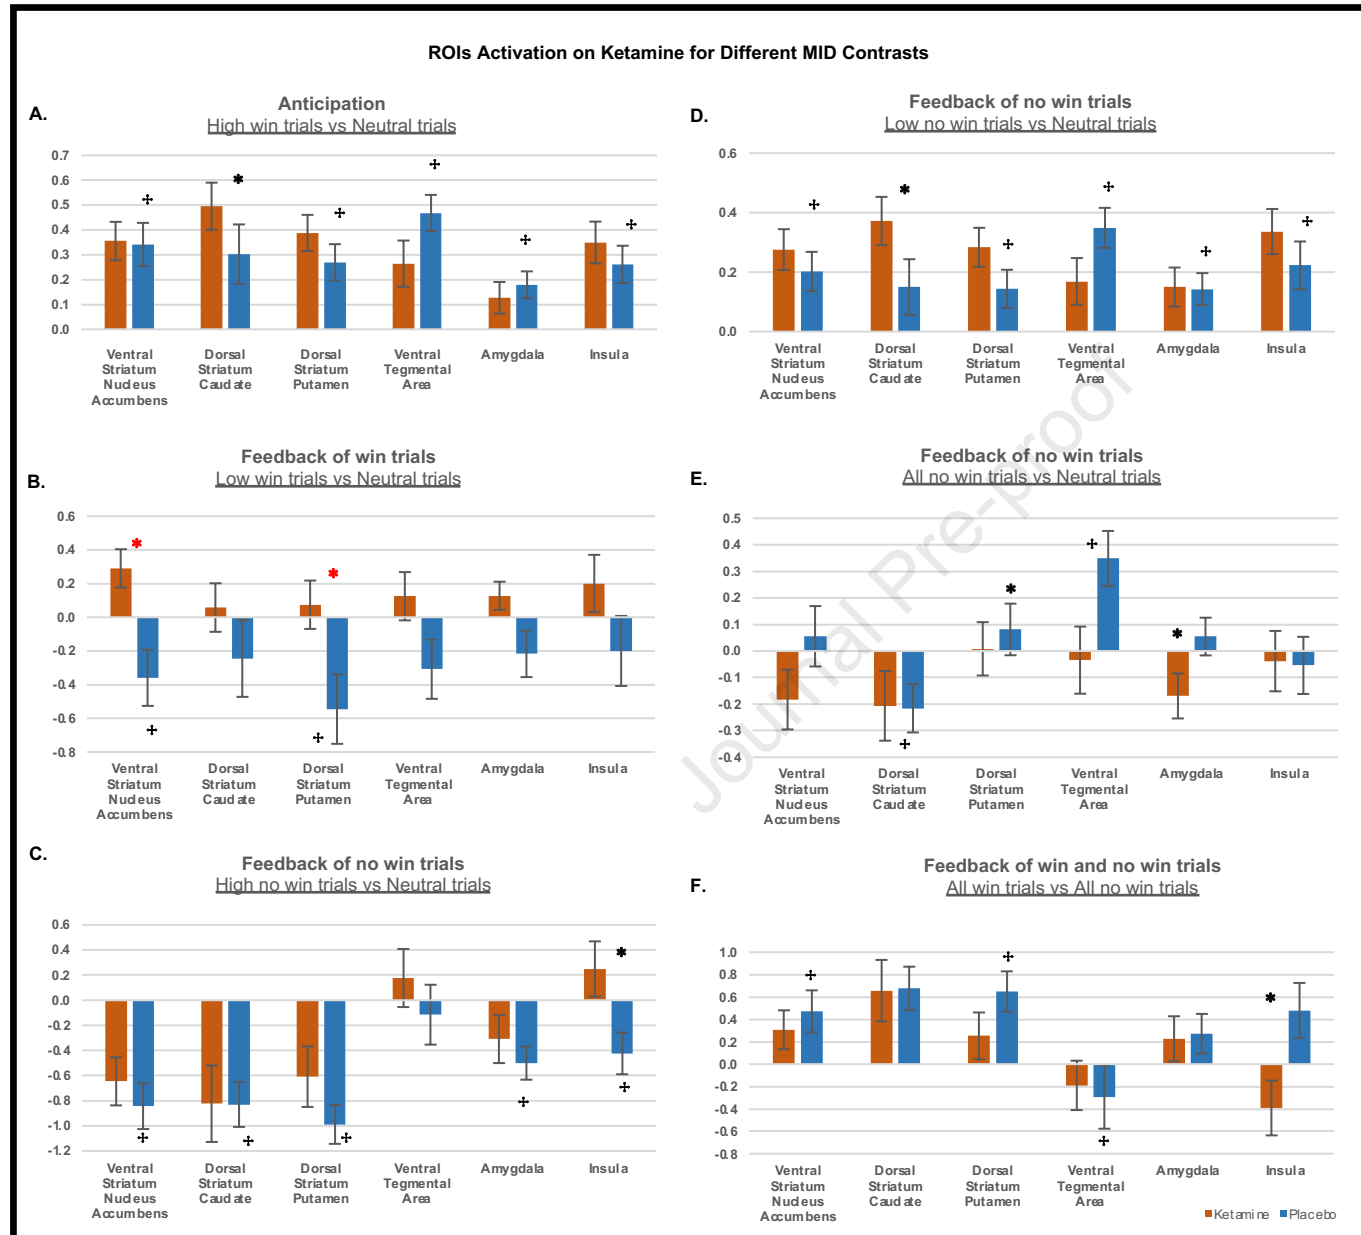 ROIs Activation on Ketamine for Different MID Contrasts
A.
Anticipation
High win trials vs Neutral trials
0.7
0.6
0.5
0.4
0.3
0.2
0.1
0.0
Ventral Striatum Nudeus Accumbens
Dorsal Striatum Caudate
Dorsal Striatum Putamen
Ventral Tegmental Area
Amygdala
Insula
B.
Feedback of win trials
Low win trials vs Neutral trials
0.6
0.4
0.2
0.0
-0.2
-0.4
-0.6
-0.8
Ventral Striatum Nudeus Accumbens
Dorsal Striatum Caudate
Dorsal Striatum Putamen
Ventral Tegmental Area
Amygdala
Insula
C.
Feedback of no win trials
High no win trials vs Neutral trials
0.6
0.4
0.2
0.0
-0.2
-0.4
-0.6
-0.8
-1.0
-1.2
Ventral Striatum Nudeus Accumbens
Dorsal Striatum Caudate
Dorsal Striatum Putamen
Ventral Tegmental Area
Amygdala
Insula
D.
Feedback of no win trials
Low no win trials vs Neutral trials
0.6
0.4
0.2
0.0
Ventral Striatum Nudeus Accumbens
Dorsal Striatum Caudate
Dorsal Striatum Putamen
Ventral Tegmental Area
Amygdala
Insula
E.
Feedback of no win trials
All no win trials vs Neutral trials
0.5
0.4
0.3
0.2
0.1
0.0
-0.1
-0.2
-0.3
-0.4
Ventral Striatum Nudeus Accumbens
Dorsal Striatum Caudate
Dorsal Striatum Putamen
Ventral Tegmental Area
Amygdala
Insula
F.
Feedback of win and no win trials
All win trials vs All no win trials
1.0
0.8
0.6
0.4
0.2
0.0
-0.2
-0.4
-0.6
-0.8
Ventral Striatum Nucleus Accumbens
Dorsal Striatum Caudate
Dorsal Striatum Putamen
Ventral Tegmental Area
Amygdala
Insula
Ketamine Placebo
Journal Pre-proof